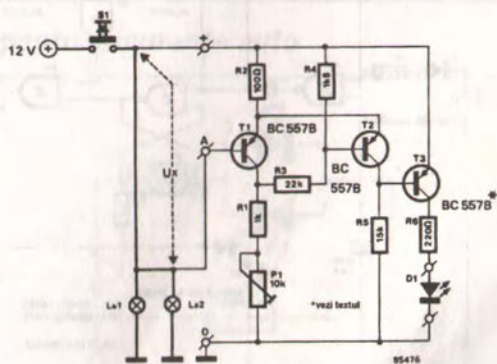 S1
12 V
+
R2
100Ω
R4
1k8
T1
BC 557B
T2
BC
557B
T3
BC 557B*
A
Ux
R3
22k
R1
1k
R5
15k
R6
220Ω
P1
10k
D1
La1
La2
*vezi textul
0
95476